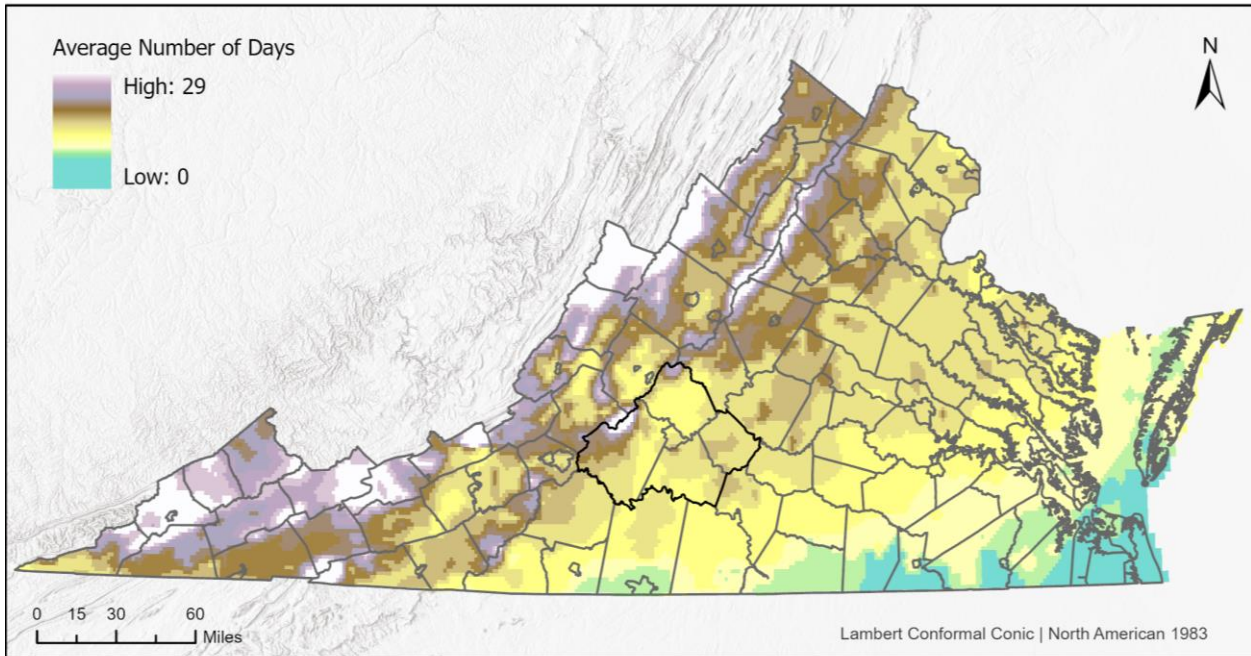 Average Number of Days
High: 29
Low: 0
N
0 15 30 60
Miles
Lambert Conformal Conic | North American 1983